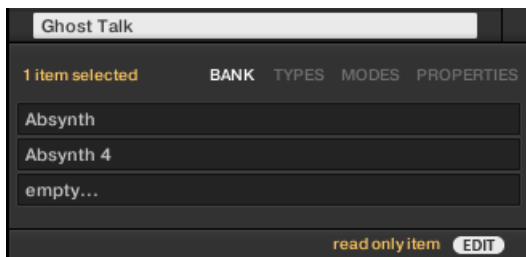 Ghost Talk
1 item selected BANK TYPES MODES PROPERTIES
Absynth
Absynth 4
empty...
read only item EDIT